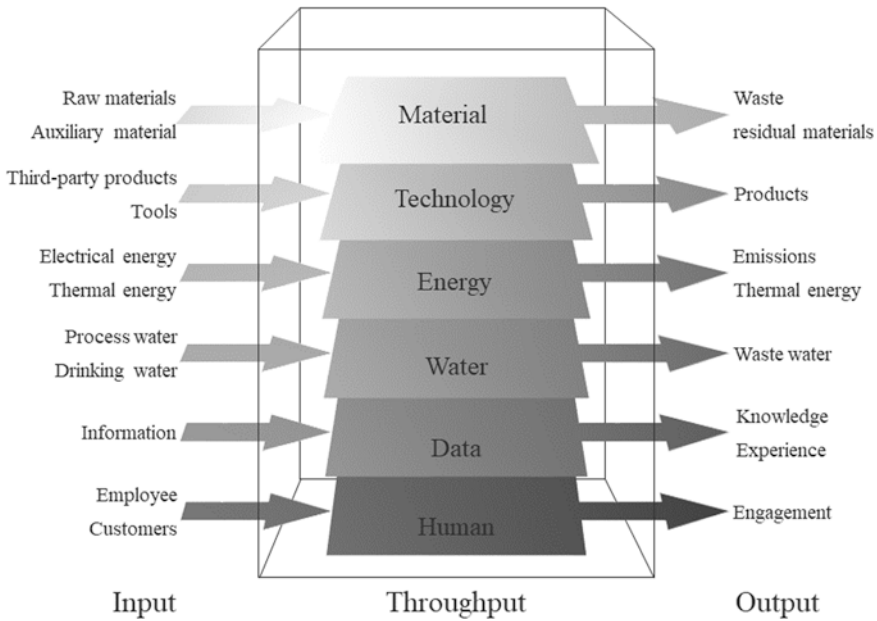 Raw materials
Auxiliary material
Material
Waste
residual materials
Third-party products
Tools
Technology
Products
Electrical energy
Thermal energy
Energy
Emissions
Thermal energy
Process water
Drinking water
Water
Waste water
Information
Data
Knowledge
Experience
Employee
Customers
Human
Engagement
Input
Throughput
Output